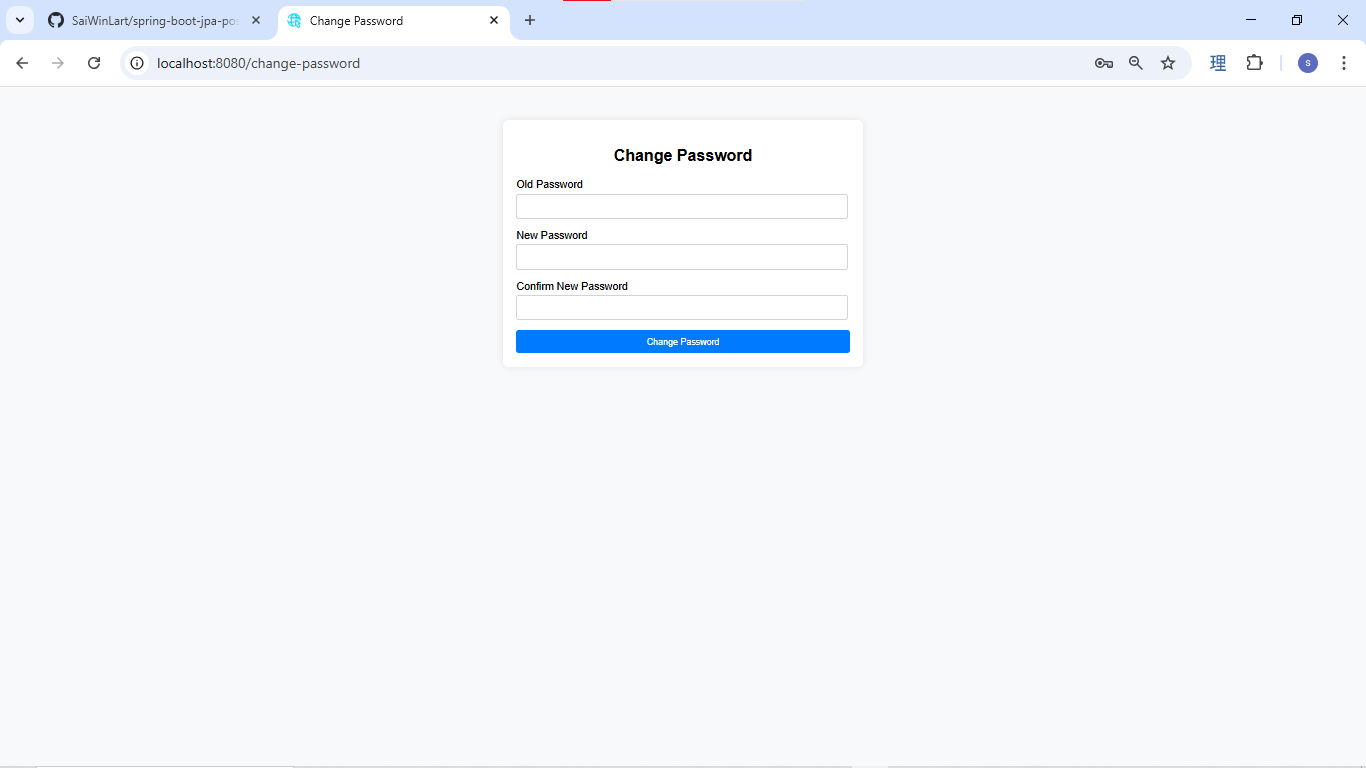 SaiWinLart/spring-boot-jpa-pos
Change Password
localhost:8080/change-password
理
s
Change Password
Old Password
New Password
Confirm New Password
Change Password